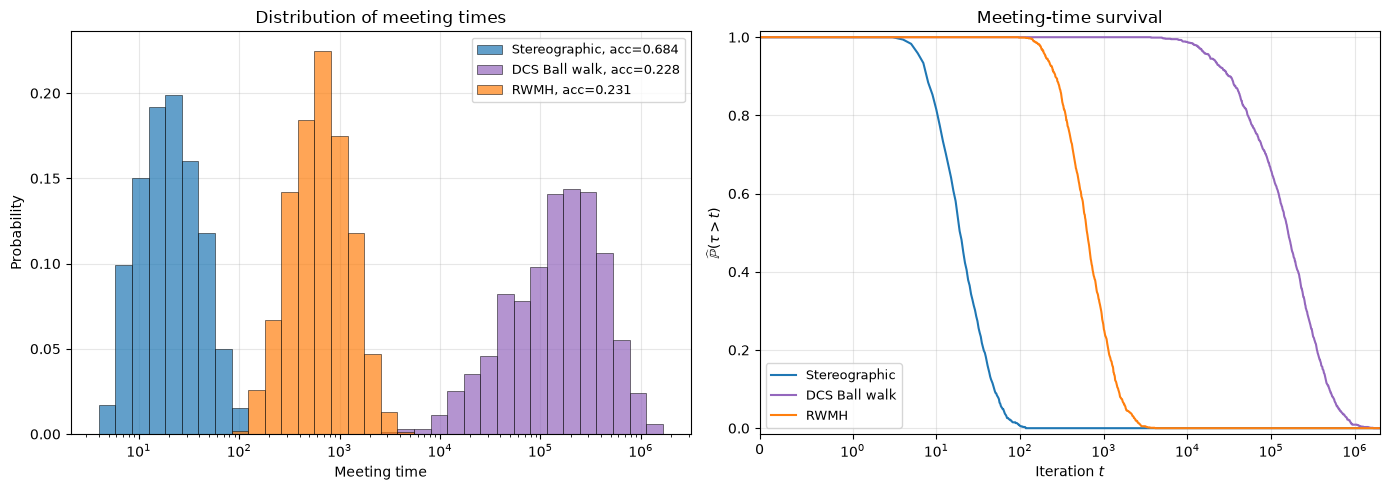 Distribution of meeting times
Probability
0.20
0.15
0.10
0.05
0.00
Stereographic, acc=0.684
DCS Ball walk, acc=0.228
RWMH, acc=0.231
10¹ 10² 10³ 10⁴ 10⁵ 10⁶
Meeting time
Meeting-time survival
ℙ̂(τ > t)
1.0
0.8
0.6
0.4
0.2
0.0
Stereographic
DCS Ball walk
RWMH
0 10⁰ 10¹ 10² 10³ 10⁴ 10⁵ 10⁶
Iteration t